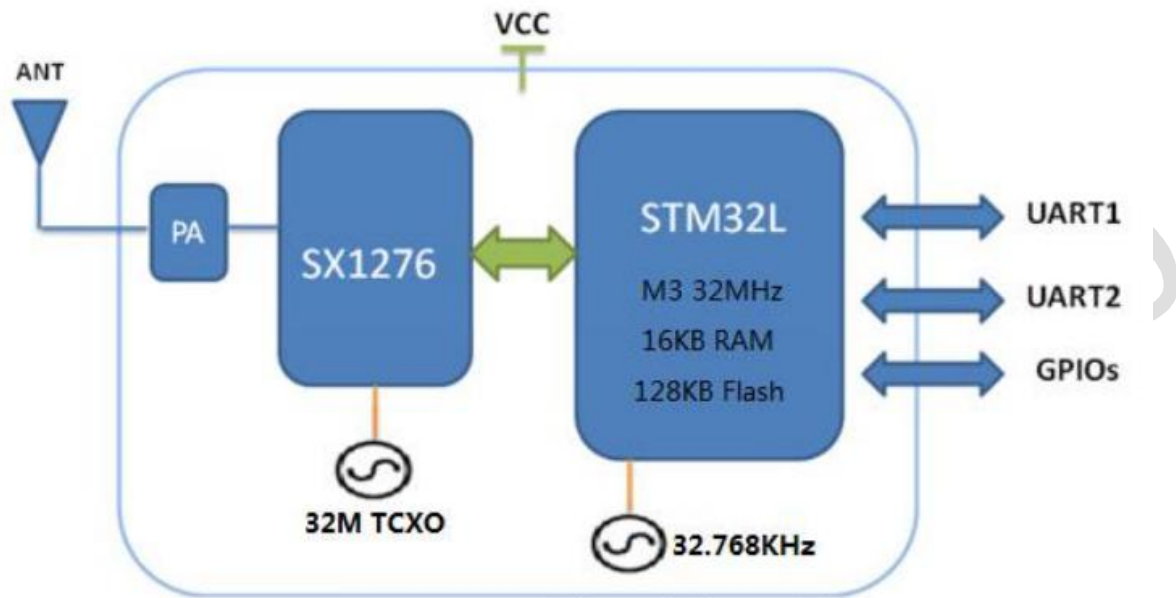 VCC
ANT
PA
SX1276
STM32L
M3 32MHz
16KB RAM
128KB Flash
UART1
UART2
GPIOs
32M TCXO
32.768KHz